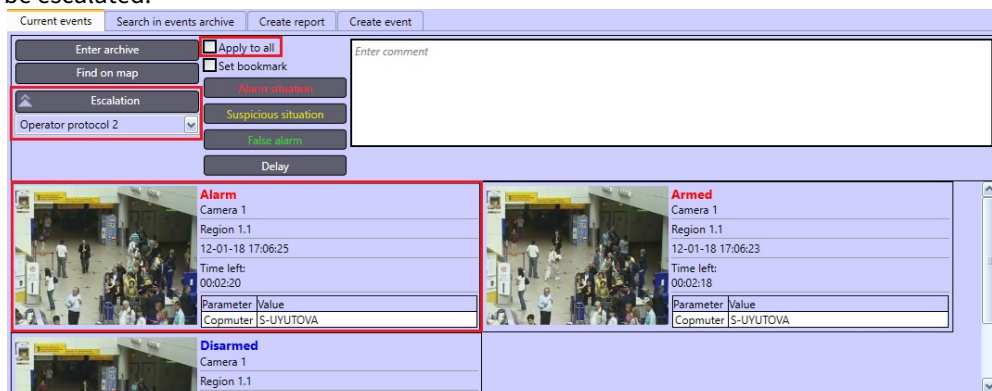 be escalated.
Current events
Search in events archive
Create report
Create event
Enter archive
Find on map
Escalation
Operator protocol 2
Apply to all
Set bookmark
Alarm situation
Suspicious situation
False alarm
Delay
Enter comment
Alarm
Camera 1
Region 1.1
12-01-18 17:06:25
Time left:
00:02:20
Parameter Value
Copmuter S-UYUTOVA
Armed
Camera 1
Region 1.1
12-01-18 17:06:23
Time left:
00:02:18
Parameter Value
Copmuter S-UYUTOVA
Disarmed
Camera 1
Region 1.1